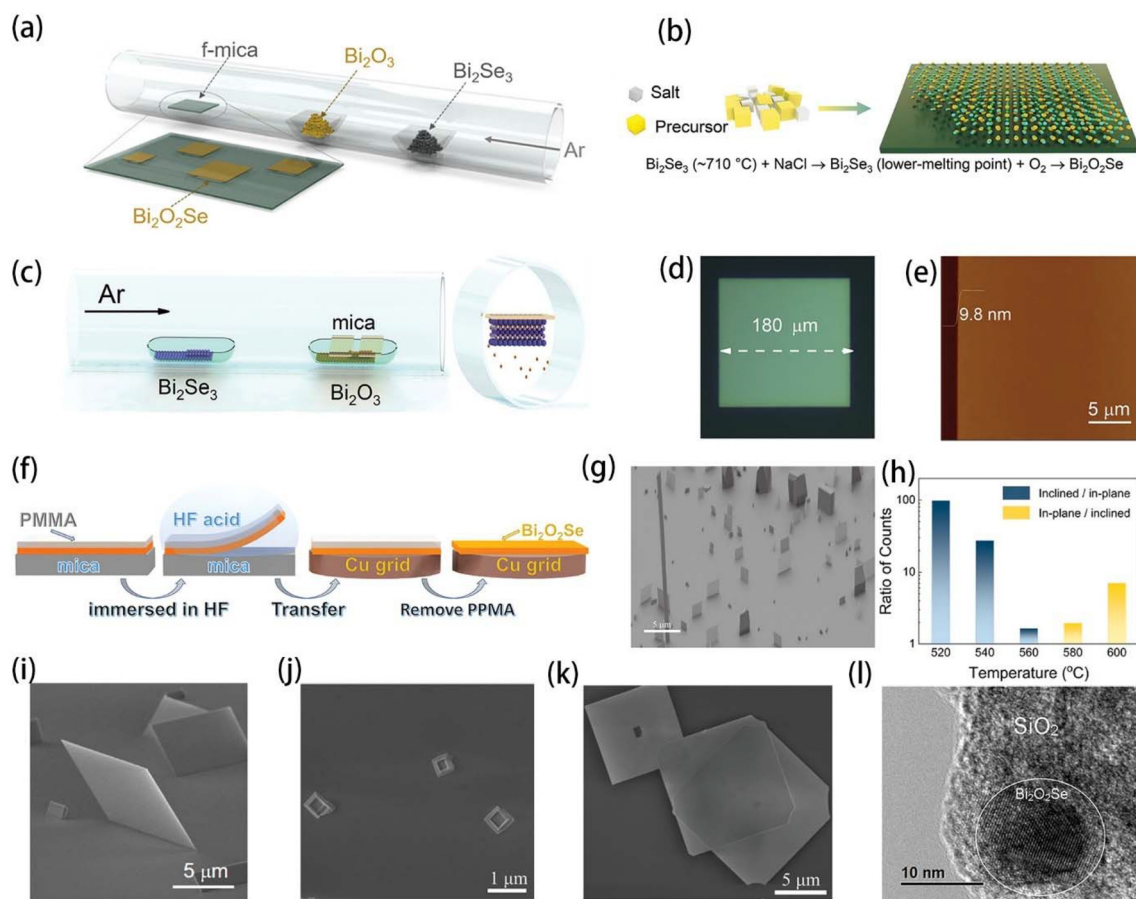 (a)
f-mica
Bi₂O₃
Bi₂Se₃
Ar
Bi₂O₂Se
(b)
Salt
Precursor
Bi₂Se₃ (~710 °C) + NaCl → Bi₂Se₃ (lower-melting point) + O₂ → Bi₂O₂Se
(c)
Ar
mica
Bi₂Se₃
Bi₂O₃
(d)
180 μm
(e)
9.8 nm
5 μm
(f)
PMMA
mica
HF acid
mica
Cu grid
Bi₂O₂Se
Cu grid
immersed in HF
Transfer
Remove PPMA
(g)
5 μm
(h)
Inclined / in-plane
In-plane / inclined
Ratio of Counts
100
10
1
520 540 560 580 600
Temperature (°C)
(i)
5 μm
(j)
1 μm
(k)
5 μm
(l)
SiO₂
Bi₂O₂Se
10 nm